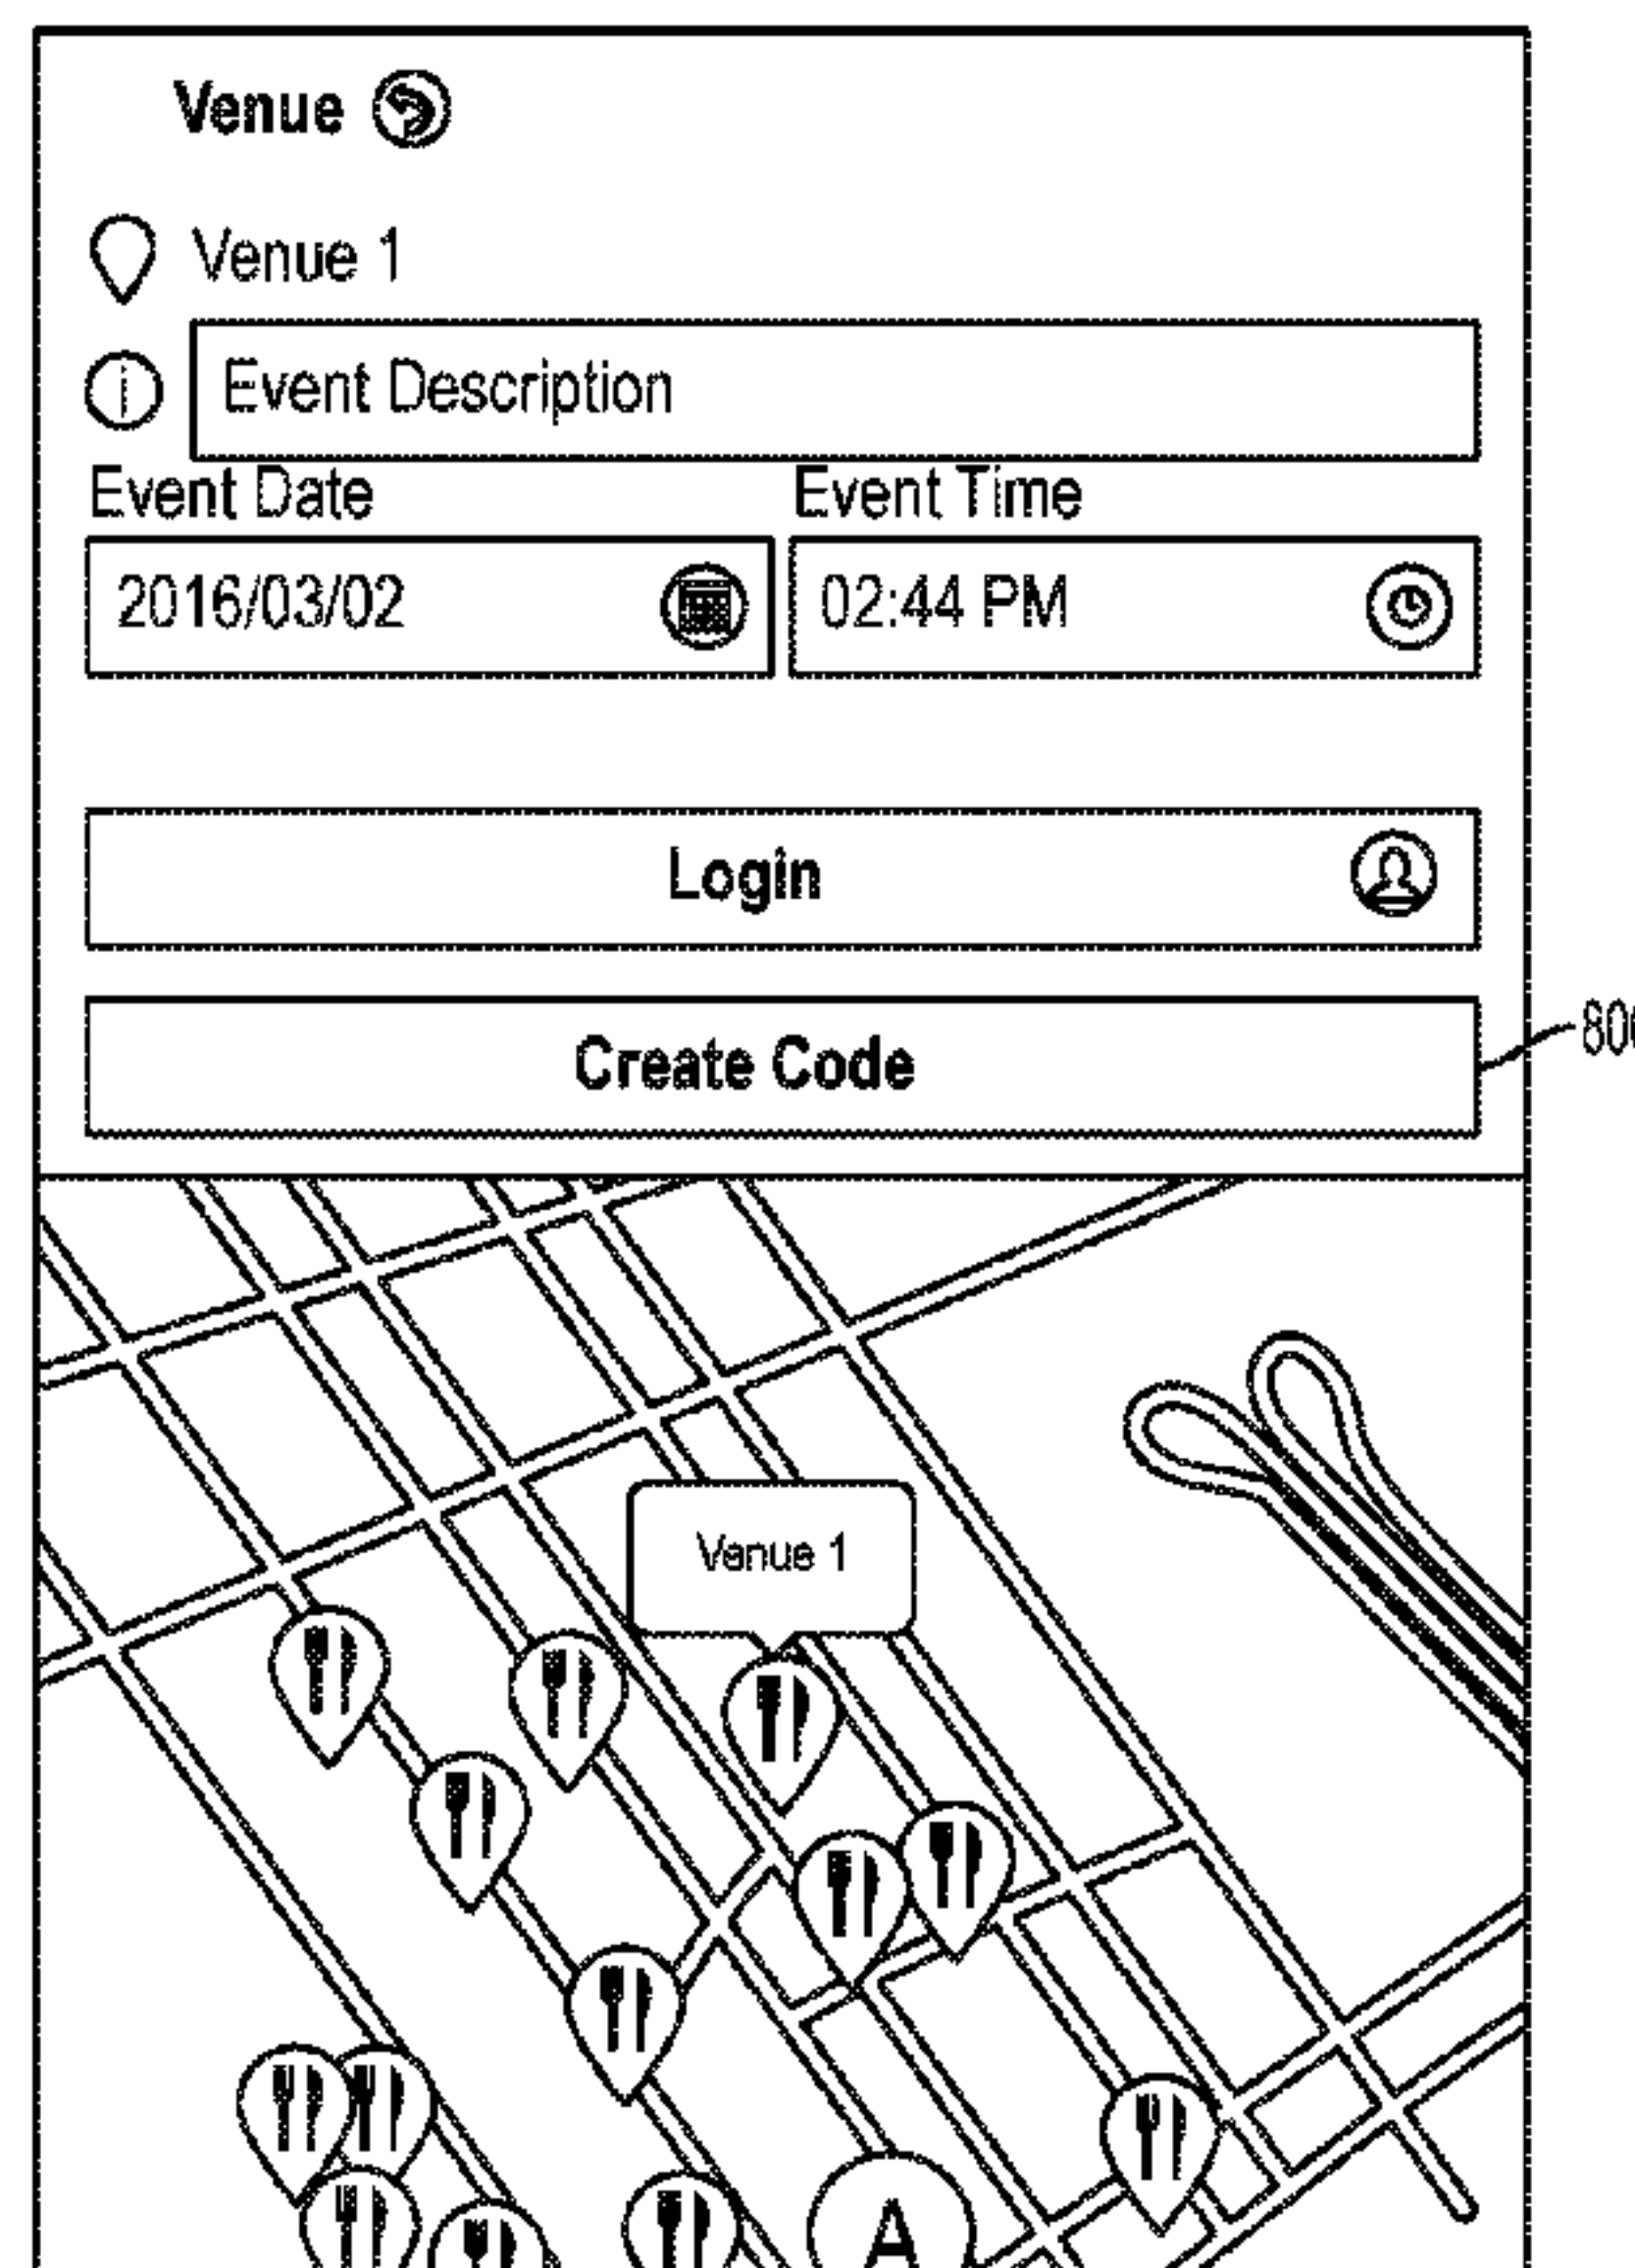 Venue
Venue 1
Event Description
Event Date Event Time
2016/03/02 02:44 PM
Login
Create Code
Venue 1
A